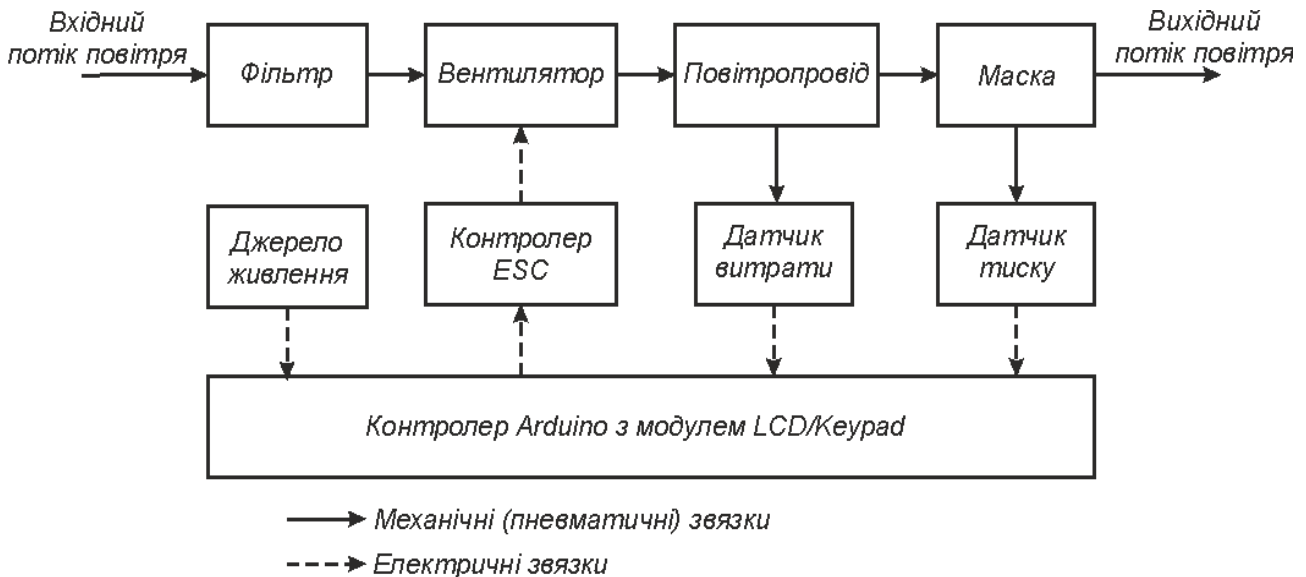 Вхідний
потік повітря
Фільтр
Вентилятор
Повітропровід
Маска
Вихідний
потік повітря
Джерело
живлення
Контролер
ESC
Датчик
витрати
Датчик
тиску
Контролер Arduino з модулем LCD/Keypad
Механічні (пневматичні) звязки
Електричні звязки